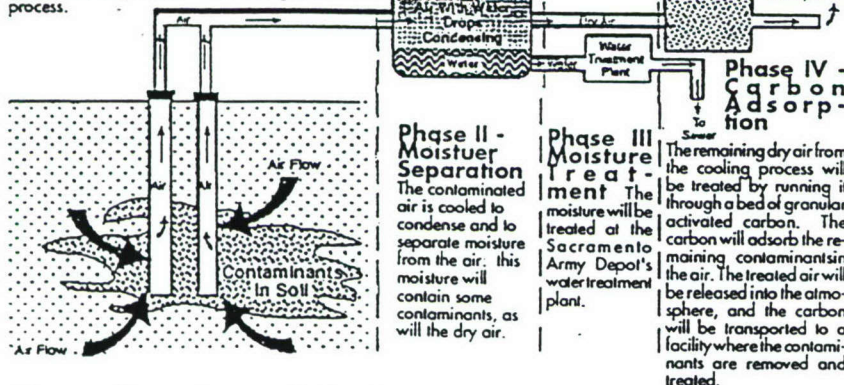 process.
Air
Air With Water
Drops
Condensing
Water
Dry Air
Water
Water
Treatment
Plant
To
Sewer
Air Flow
Air
Air
Contaminants
In Soil
Air Flow
Phase II -
Moistuer
Separation
The contaminated
air is cooled to
condense and to
separate moisture
from the air; this
moisture will
contain some
contaminants, as
will the dry air.
Phase III
Moisture
Treat-
ment The
moisture will be
treated at the
Sacramento
Army Depot's
water treatment
plant.
Phase IV -
Carbon
Adsorp-
tion
The remaining dry air from
the cooling process will
be treated by running it
through a bed of granular
activated carbon. The
carbon will adsorb the re-
maining contaminantsin
the air. The treated air will
be released into the atmo-
sphere, and the carbon
will be transported to a
facility where the contami-
nants are removed and
treated.